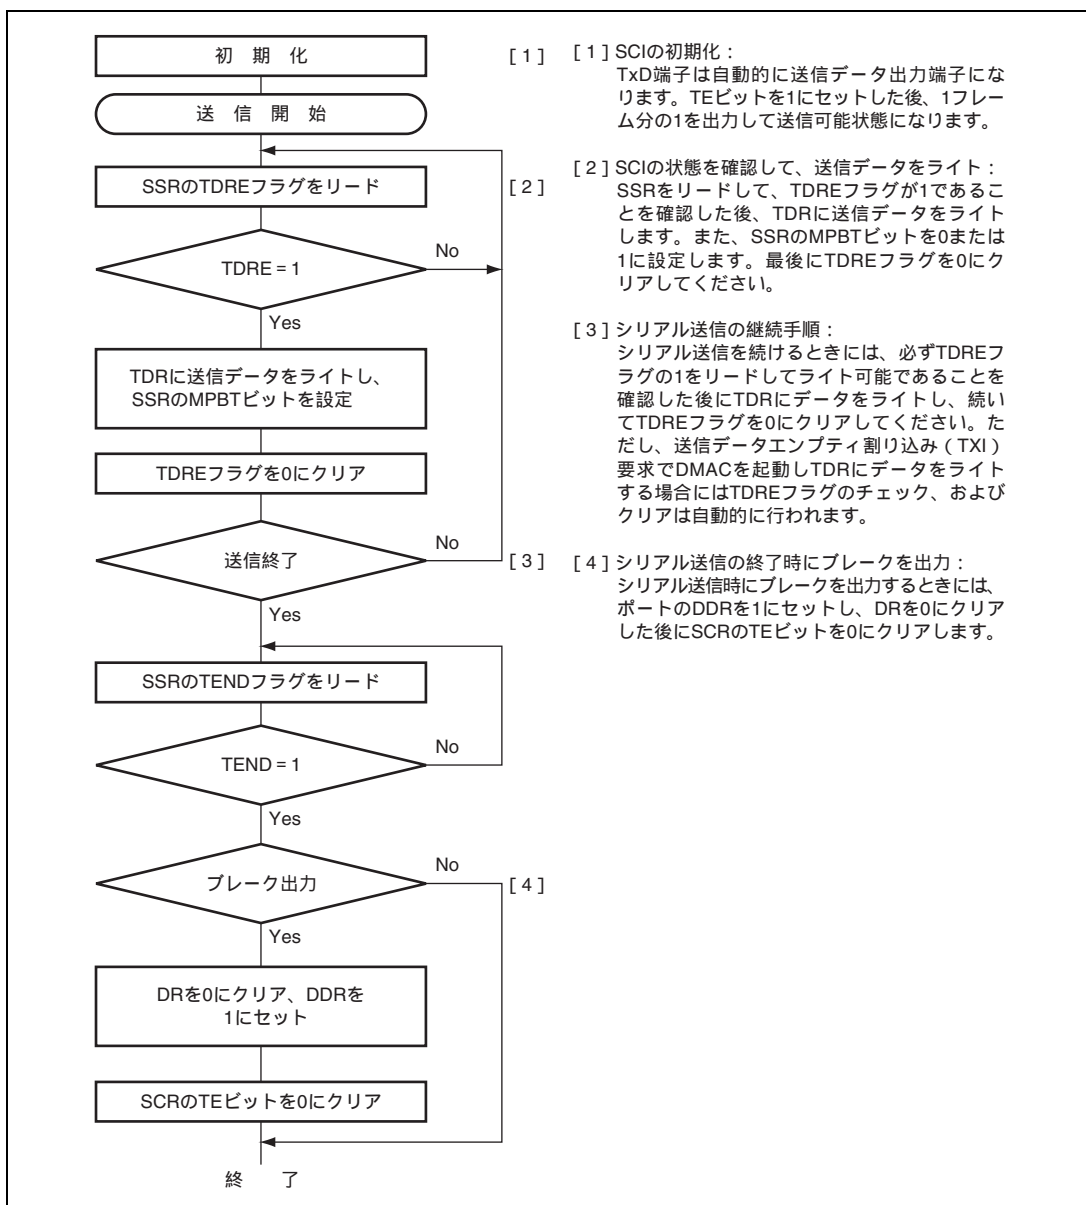 初 期 化
[ 1 ]
送 信 開 始
SSRのTDREフラグをリード
[ 2 ]
TDRE = 1
No
Yes
TDRに送信データをライトし、
SSRのMPBTビットを設定
TDREフラグを0にクリア
送信終了
No
[ 3 ]
Yes
SSRのTENDフラグをリード
TEND = 1
No
Yes
ブレーク出力
No
[ 4 ]
Yes
DRを0にクリア、DDRを
1にセット
SCRのTEビットを0にクリア
終 了
[ 1 ] SCIの初期化：
TxD端子は自動的に送信データ出力端子にな
ります。TEビットを1にセットした後、1フレー
ム分の1を出力して送信可能状態になります。
[ 2 ] SCIの状態を確認して、送信データをライト：
SSRをリードして、TDREフラグが1であるこ
とを確認した後、TDRに送信データをライト
します。また、SSRのMPBTビットを0または
1に設定します。最後にTDREフラグを0にク
リアしてください。
[ 3 ] シリアル送信の継続手順：
シリアル送信を続けるときには、必ずTDREフ
ラグの1をリードしてライト可能であることを
確認した後にTDRにデータをライトし、続い
てTDREフラグを0にクリアしてください。た
だし、送信データエンプティ割り込み（TXI）
要求でDMACを起動しTDRにデータをライト
する場合にはTDREフラグのチェック、および
クリアは自動的に行われます。
[ 4 ] シリアル送信の終了時にブレークを出力：
シリアル送信時にブレークを出力するときには、
ポートのDDRを1にセットし、DRを0にクリア
した後にSCRのTEビットを0にクリアします。